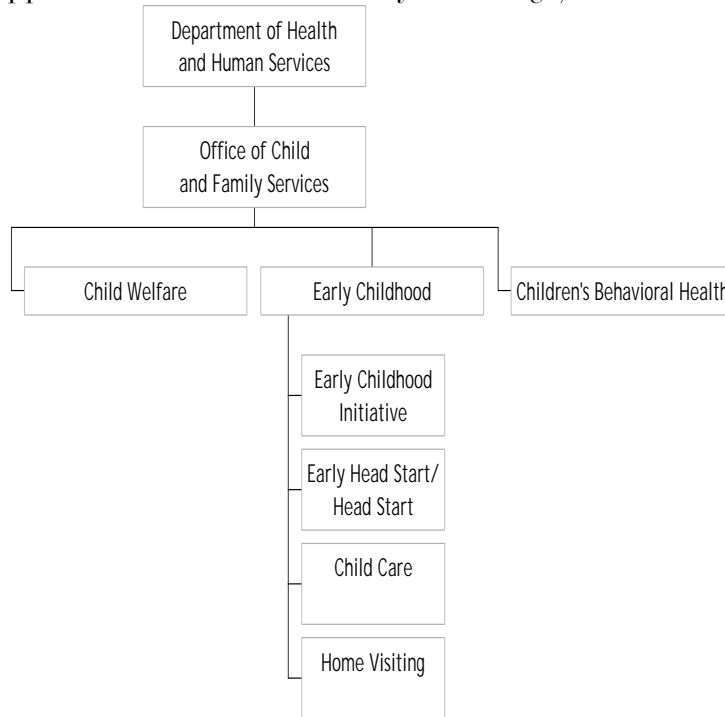 Department of Health
and Human Services
Office of Child
and Family Services
Child Welfare
Early Childhood
Children's Behavioral Health
Early Childhood
Initiative
Early Head Start/
Head Start
Child Care
Home Visiting